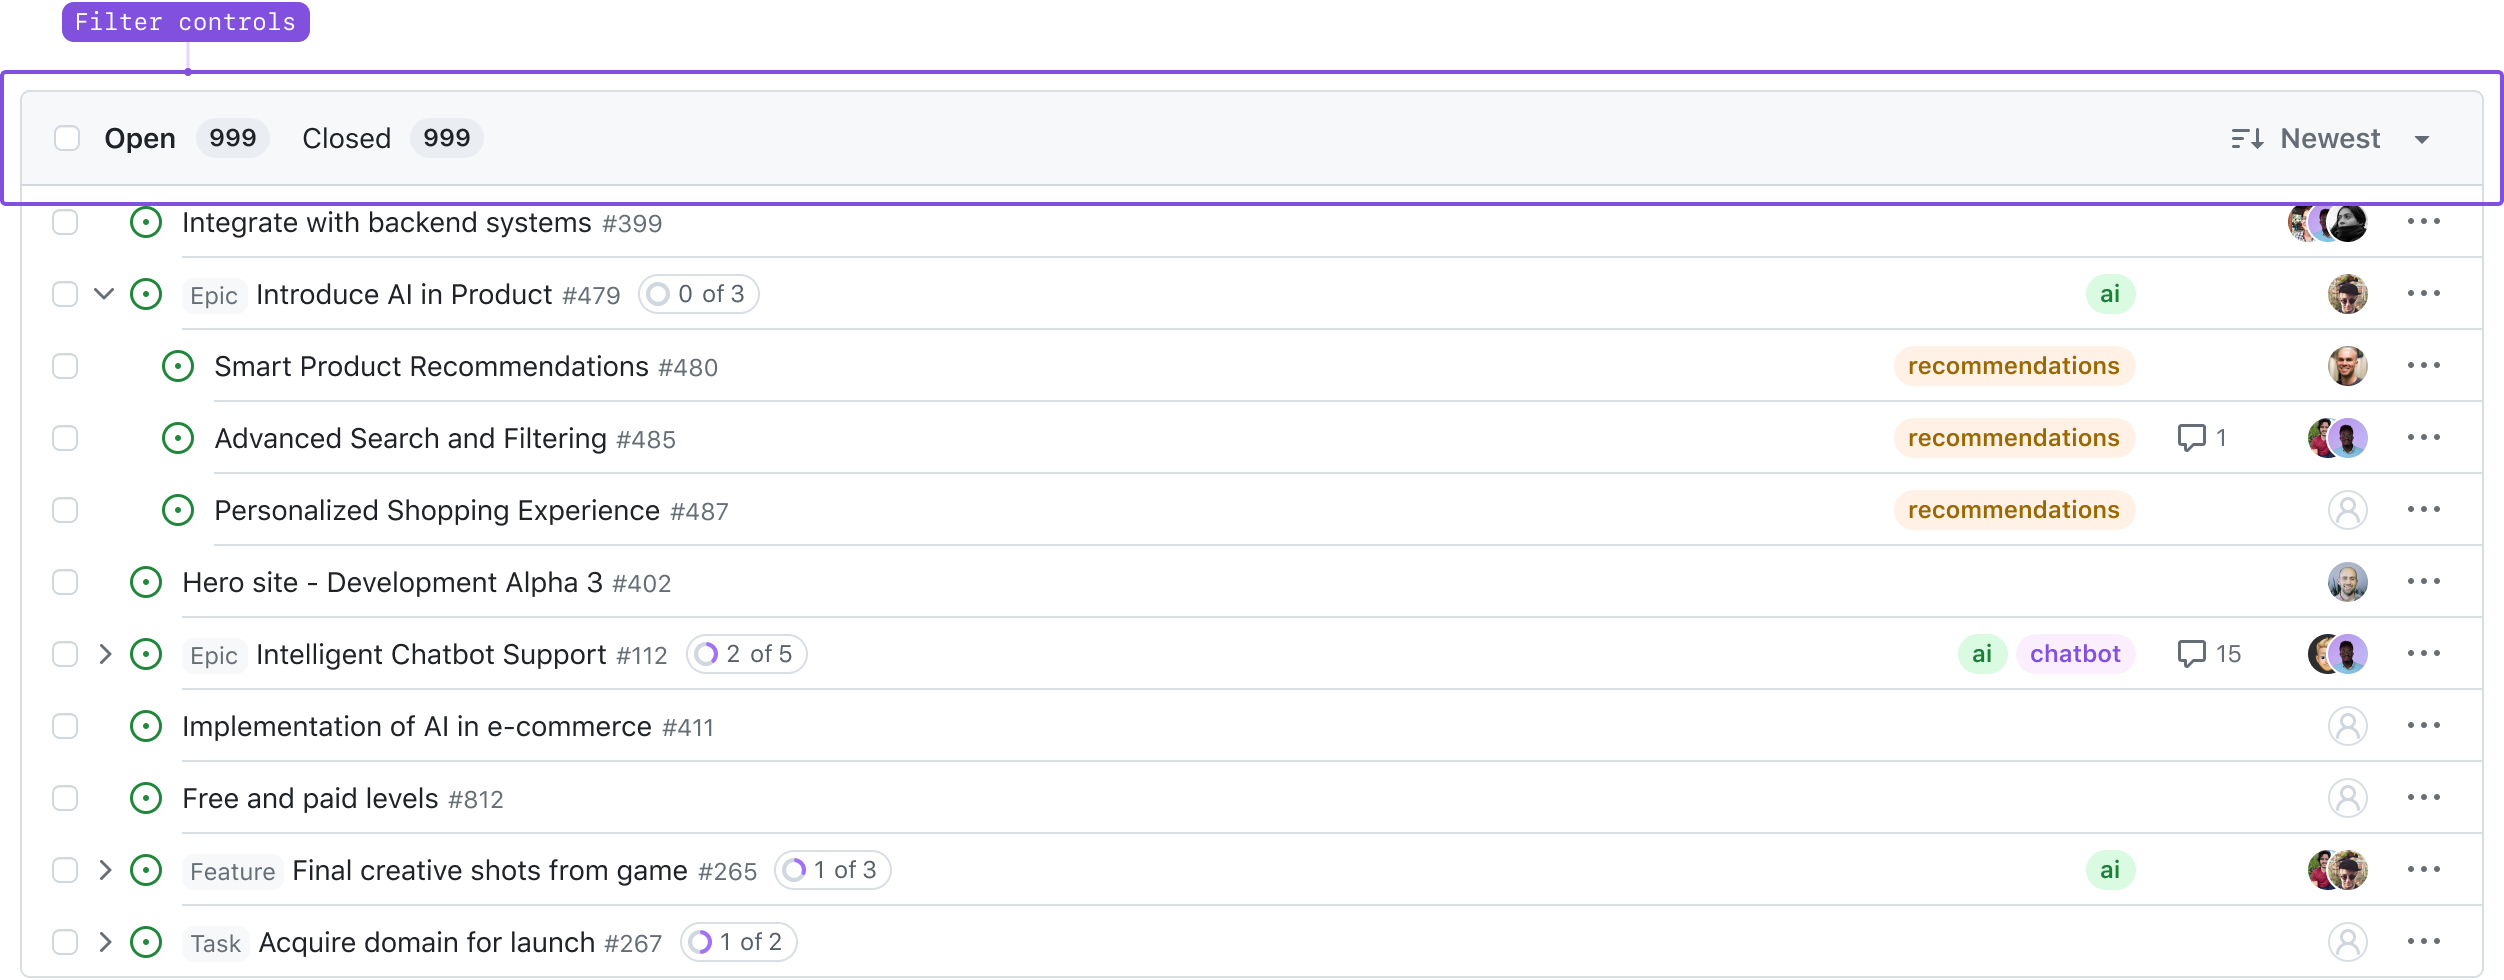 Filter controls
Open 999 Closed 999 Newest
Integrate with backend systems #399
Epic Introduce AI in Product #479 0 of 3 ai
Smart Product Recommendations #480 recommendations
Advanced Search and Filtering #485 recommendations 1
Personalized Shopping Experience #487 recommendations
Hero site - Development Alpha 3 #402
Epic Intelligent Chatbot Support #112 2 of 5 ai chatbot 15
Implementation of AI in e-commerce #411
Free and paid levels #812
Feature Final creative shots from game #265 1 of 3 ai
Task Acquire domain for launch #267 1 of 2